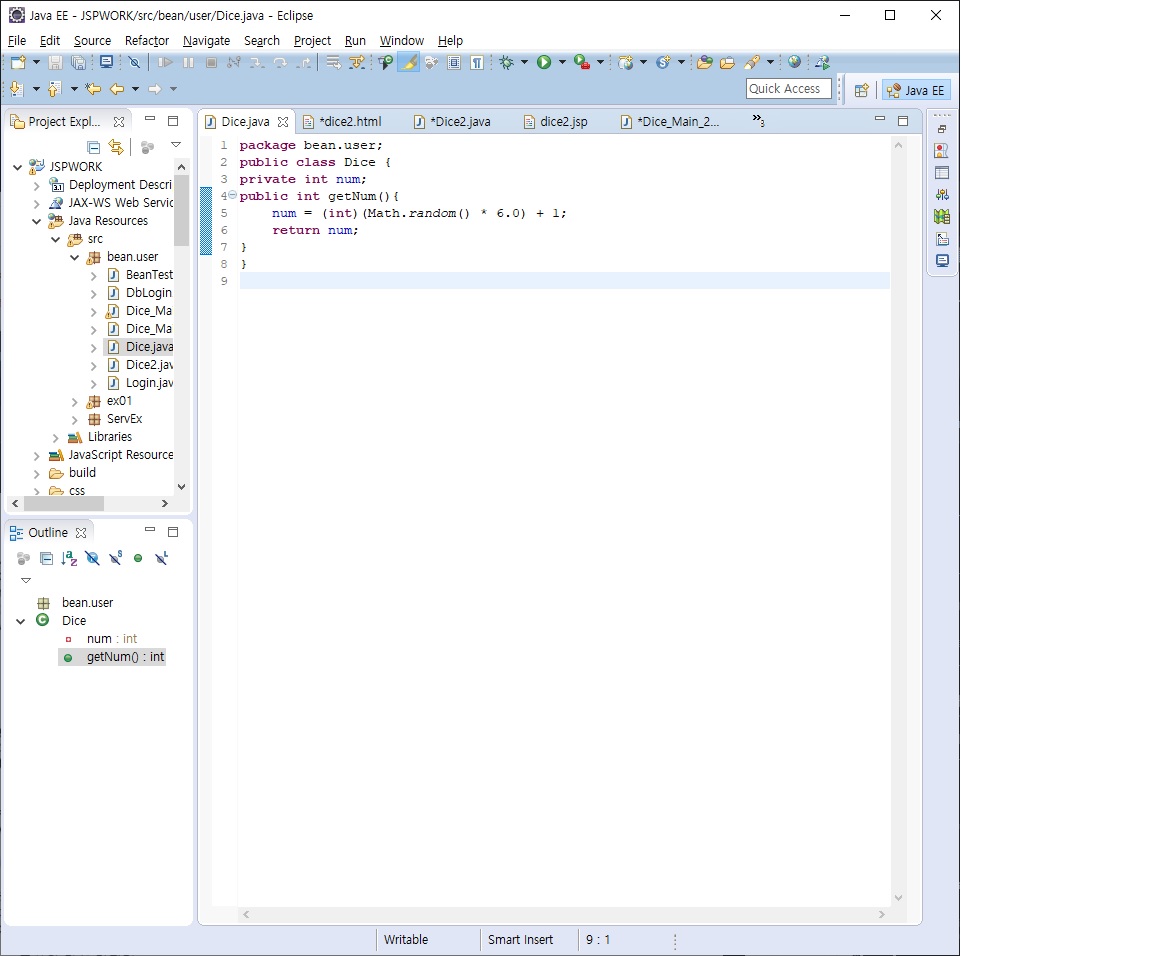 Java EE - JSPWORK/src/bean/user/Dice.java - Eclipse
File Edit Source Refactor Navigate Search Project Run Window Help
Quick Access
Java EE
Project Expl...
JSPWORK
Deployment Descri
JAX-WS Web Servic
Java Resources
src
bean.user
BeanTest
DbLogin
Dice_Ma
Dice_Ma
Dice.java
Dice2.jav
Login.jav
ex01
ServEx
Libraries
JavaScript Resource
build
css
Outline
bean.user
Dice
num : int
getNum() : int
Dice.java *dice2.html *Dice2.java dice2.jsp *Dice_Main_2... »3
1 package bean.user;
2 public class Dice {
3 private int num;
4 public int getNum(){
5 num = (int)(Math.random() * 6.0) + 1;
6 return num;
7 }
8 }
9
Writable Smart Insert 9 : 1